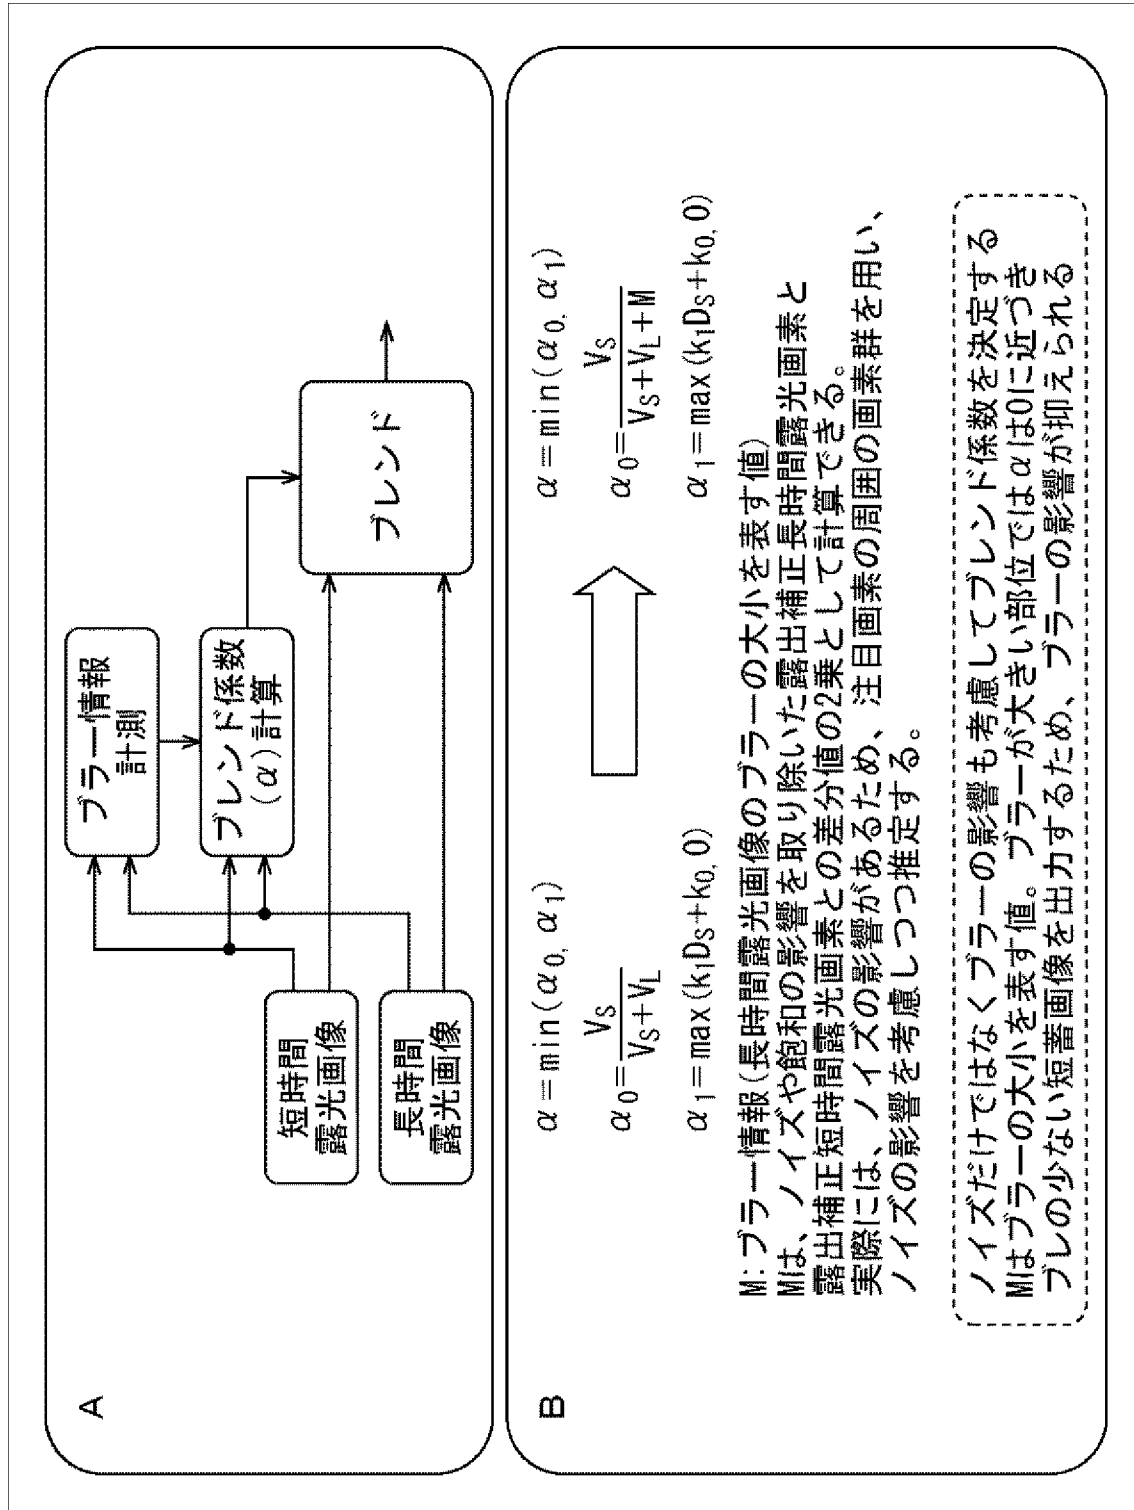 A
短時間
露光画像
長時間
露光画像
ブラー情報
計測
ブレンド係数
(α)計算
ブレンド
B
α=min(α0, α1)
α0=VS/(VS+VL)
α1=max(k1DS+k0, 0)
α=min(α0, α1)
α0=VS/(VS+VL+M)
α1=max(k1DS+k0, 0)
M:ブラー情報(長時間露光画像のブラーの大小を表す値)
Mは、ノイズや飽和の影響を取り除いた露出補正長時間露光画素と
露出補正短時間露光画素との差分値の2乗として計算できる。
実際には、ノイズの影響があるため、注目画素の周囲の画素群を用い、
ノイズの影響を考慮しつつ推定する。
ノイズだけではなくブラーの影響も考慮してブレンド係数を決定する
Mはブラーの大小を表す値。ブラーが大きい部位ではαは0に近づき
ブレの少ない短蓄画像を出力するため、ブラーの影響が抑えられる